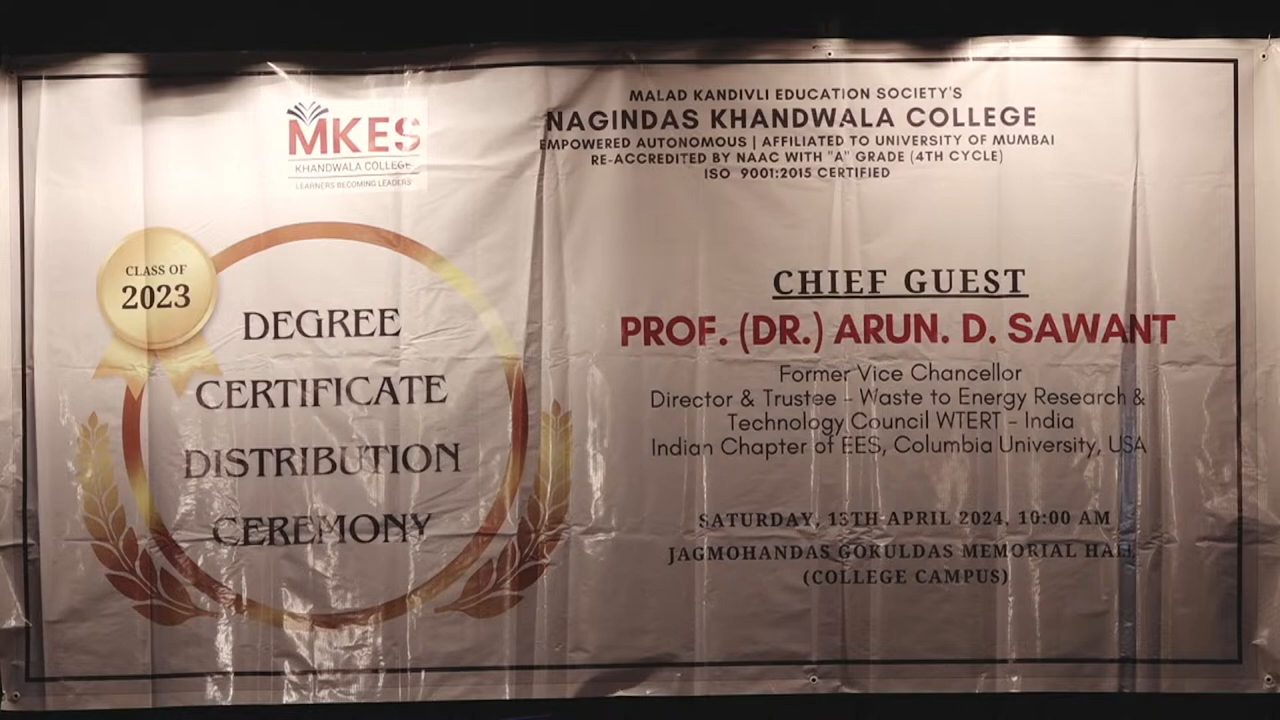 MKES
KHANDWALA COLLEGE
LEARNERS BECOMING LEADERS
MALAD KANDIVLI EDUCATION SOCIETY'S
NAGINDAS KHANDWALA COLLEGE
EMPOWERED AUTONOMOUS | AFFILIATED TO UNIVERSITY OF MUMBAI
RE-ACCREDITED BY NAAC WITH "A" GRADE (4TH CYCLE)
ISO 9001:2015 CERTIFIED
CLASS OF
2023
DEGREE
CERTIFICATE
DISTRIBUTION
CEREMONY
CHIEF GUEST
PROF. (DR.) ARUN. D. SAWANT
Former Vice Chancellor
Director & Trustee - Waste to Energy Research &
Technology Council WTERT - India
Indian Chapter of EES, Columbia University, USA
SATURDAY, 13TH APRIL 2024, 10:00 AM
JAGMOHANDAS GOKULDAS MEMORIAL HALL
(COLLEGE CAMPUS)